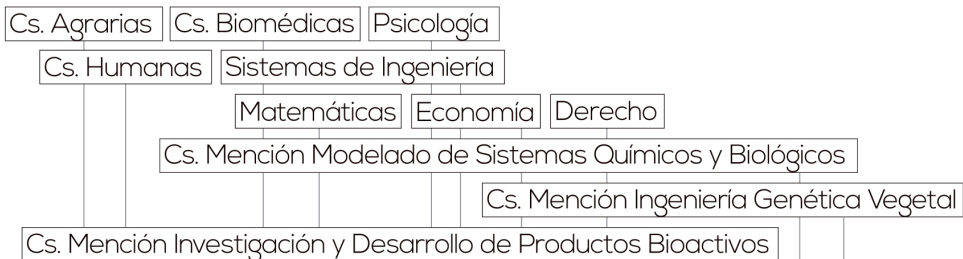 Cs. Agrarias Cs. Biomédicas Psicología
Cs. Humanas Sistemas de Ingeniería
Matemáticas Economía Derecho
Cs. Mención Modelado de Sistemas Químicos y Biológicos
Cs. Mención Ingeniería Genética Vegetal
Cs. Mención Investigación y Desarrollo de Productos Bioactivos